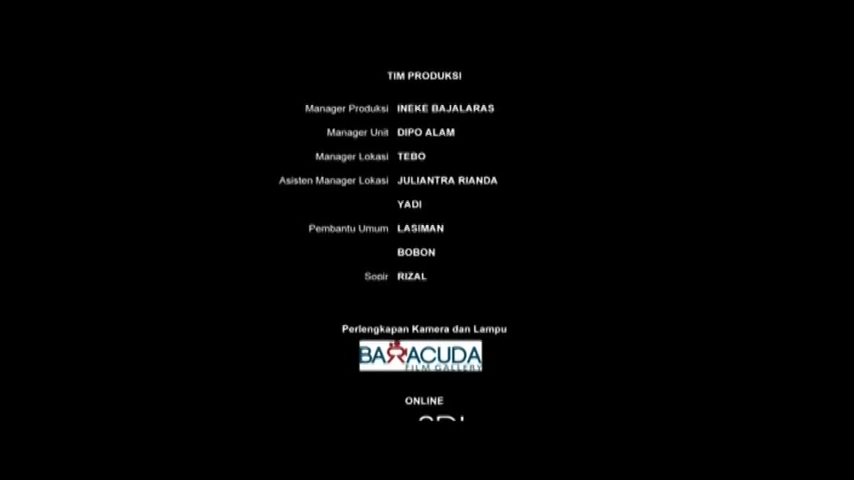 TIM PRODUKSI
Manager Produksi INEKE BAJALARAS
Manager Unit DIPO ALAM
Manager Lokasi TEBO
Asisten Manager Lokasi JULIANTRA RIANDA
YADI
Pembantu Umum LASIMAN
BOBON
Sopir RIZAL
Perlengkapan Kamera dan Lampu
BARACUDA
FILM GALLERY
ONLINE